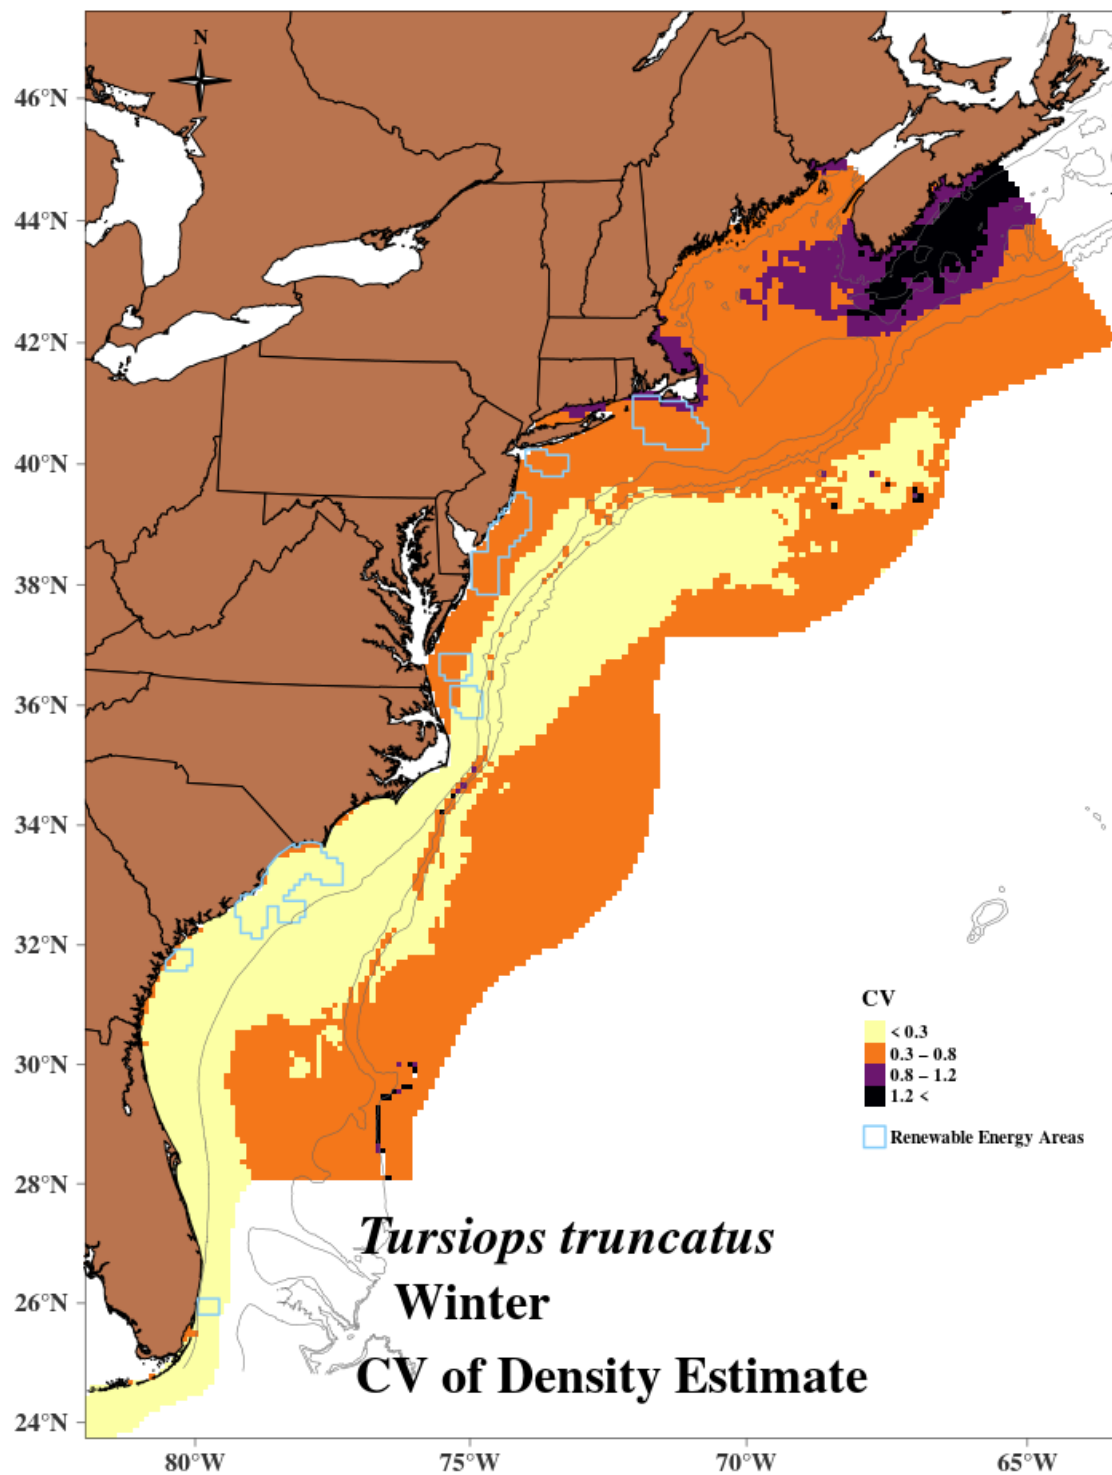 N
46°N
44°N
42°N
40°N
38°N
36°N
34°N
32°N
30°N
28°N
26°N
24°N
CV
< 0.3
0.3 – 0.8
0.8 – 1.2
1.2 <
Renewable Energy Areas
Tursiops truncatus
Winter
CV of Density Estimate
80°W
75°W
70°W
65°W